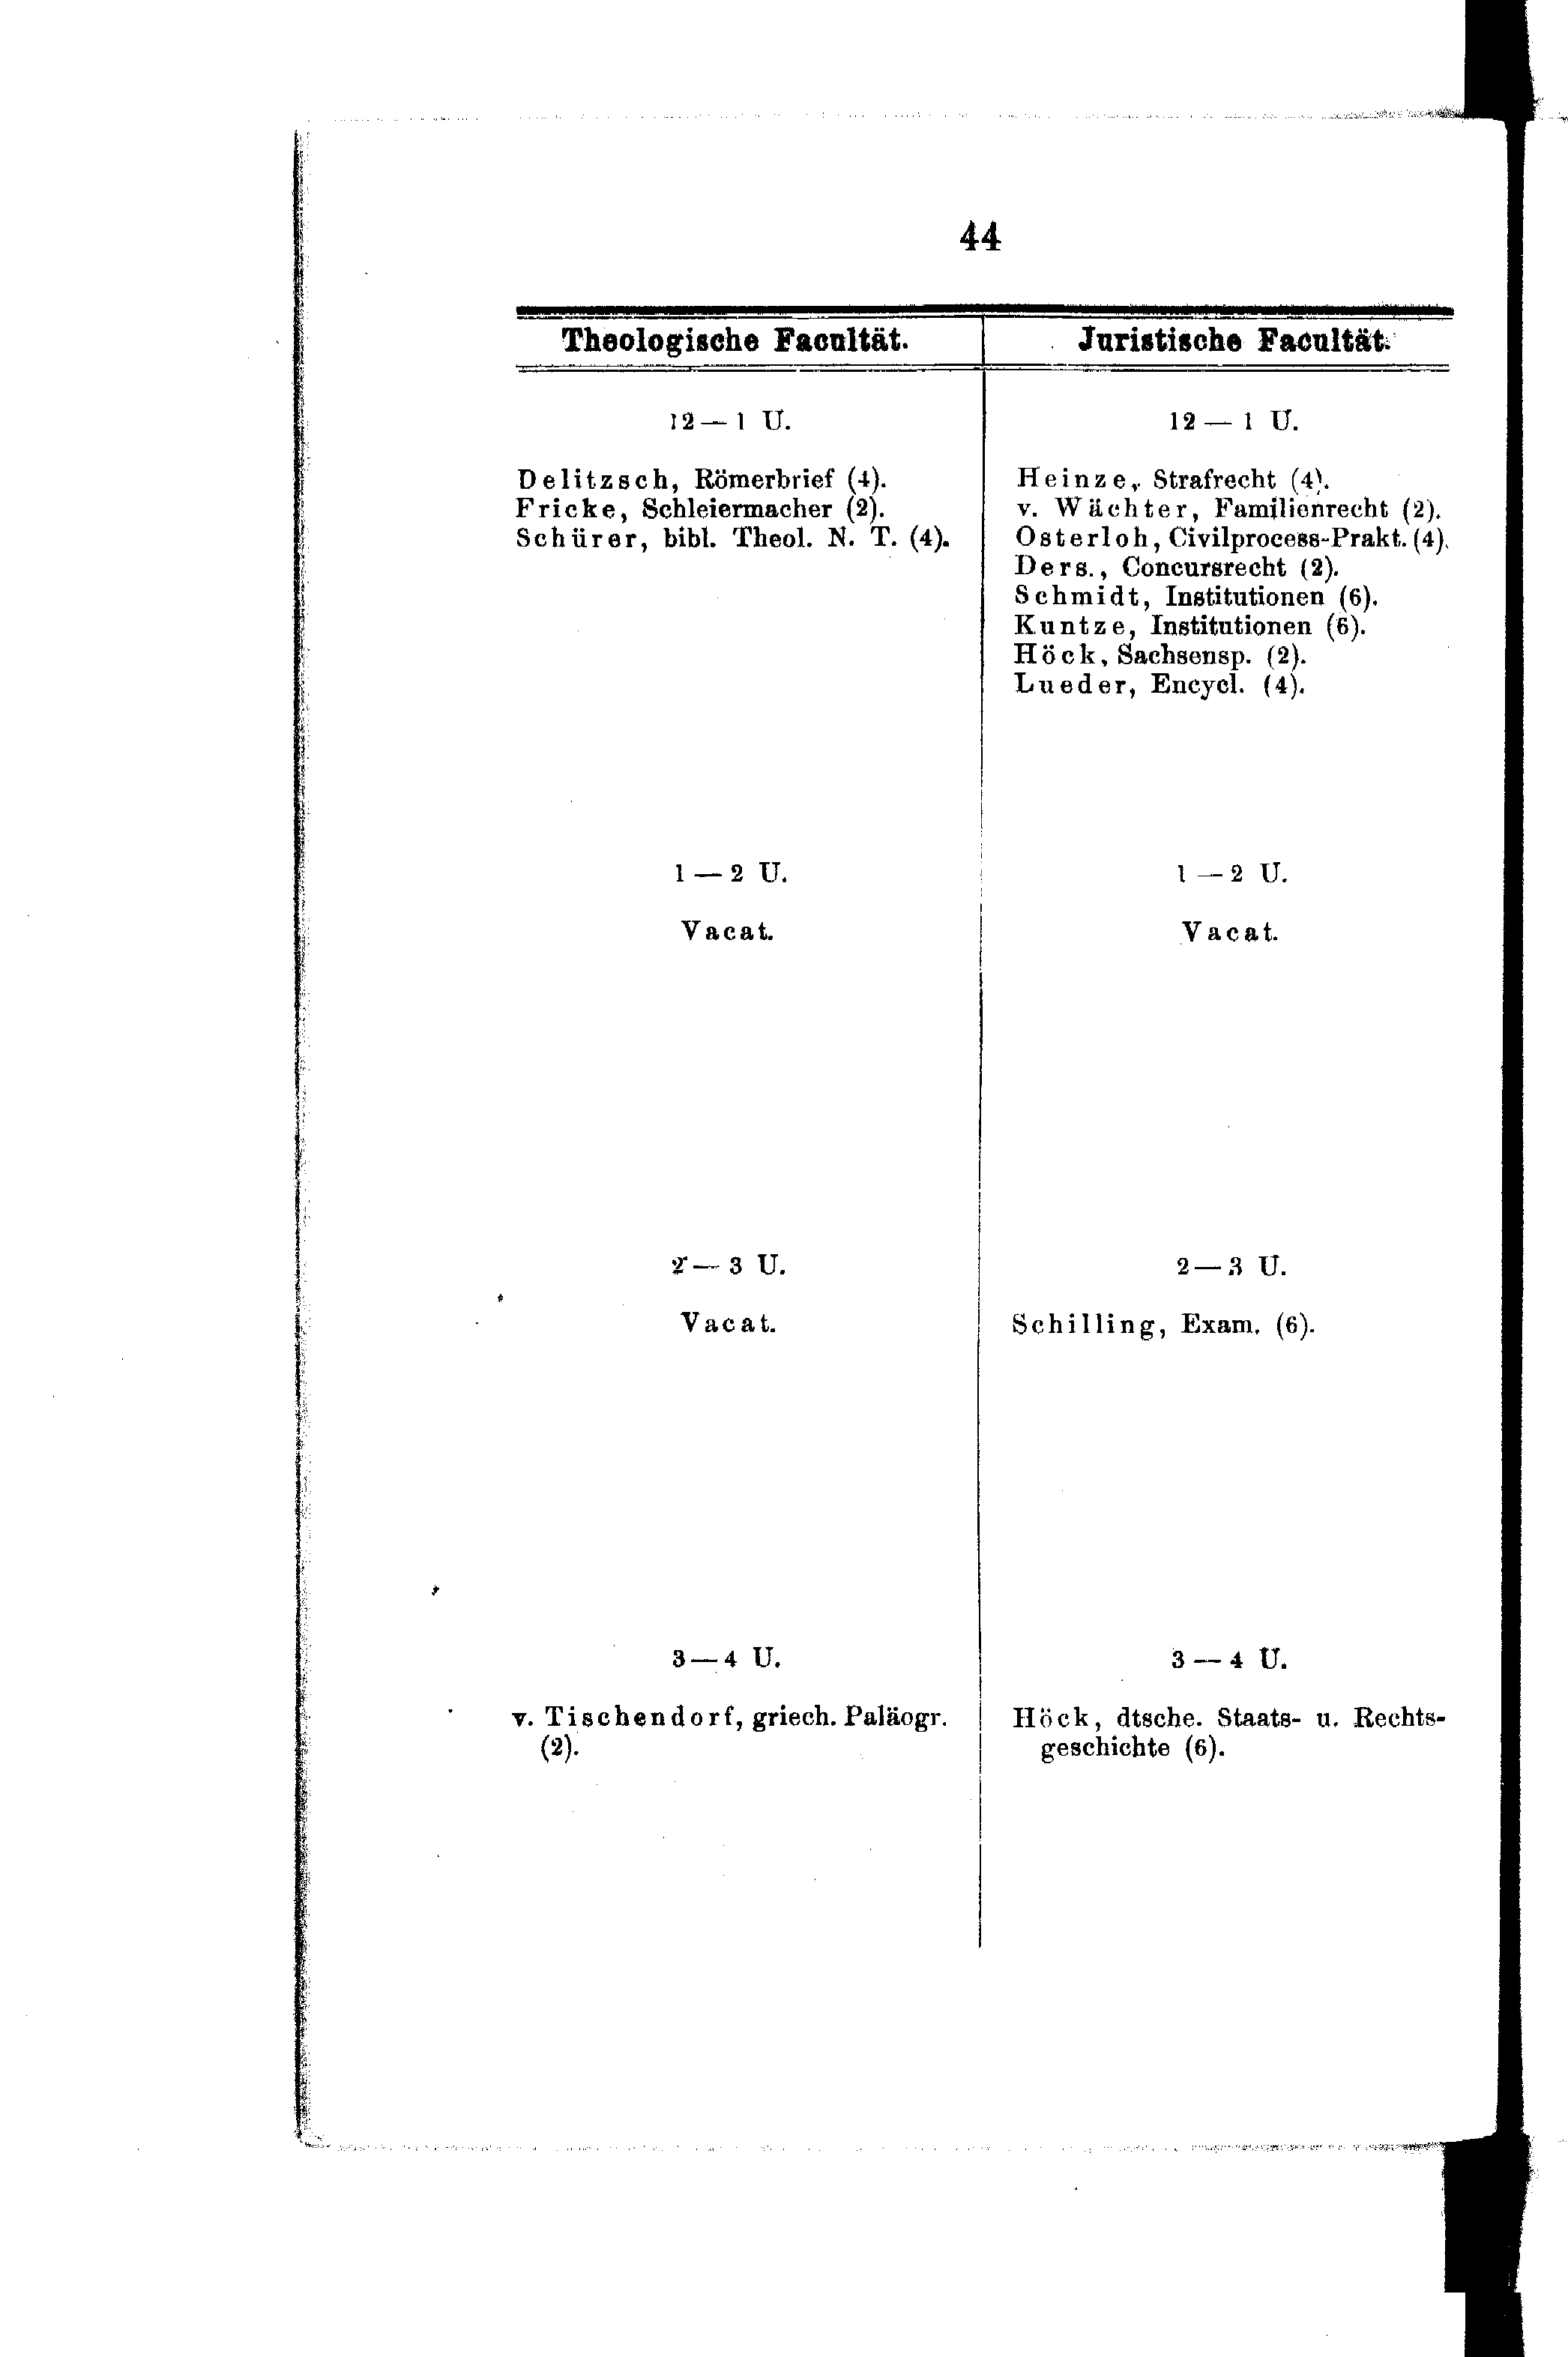 44
Theologische Facultät.
12 — 1 U.
Delitzsch, Römerbrief (4).
Fricke, Schleiermacher (2).
Schürer, bibl. Theol. N. T. (4).
1 — 2 U.
Vacat.
2 — 3 U.
Vacat.
3 — 4 U.
v. Tischendorf, griech. Paläogr.
(2).
Juristische Facultät.
12 — 1 U.
Heinze, Strafrecht (4).
v. Wächter, Familienrecht (2).
Osterloh, Civilprocess-Prakt. (4).
Ders., Concursrecht (2).
Schmidt, Institutionen (6).
Kuntze, Institutionen (6).
Höck, Sachsensp. (2).
Lueder, Encycl. (4).
1 — 2 U.
Vacat.
2 — 3 U.
Schilling, Exam. (6).
3 — 4 U.
Höck, dtsche. Staats- u. Rechts-
geschichte (6).